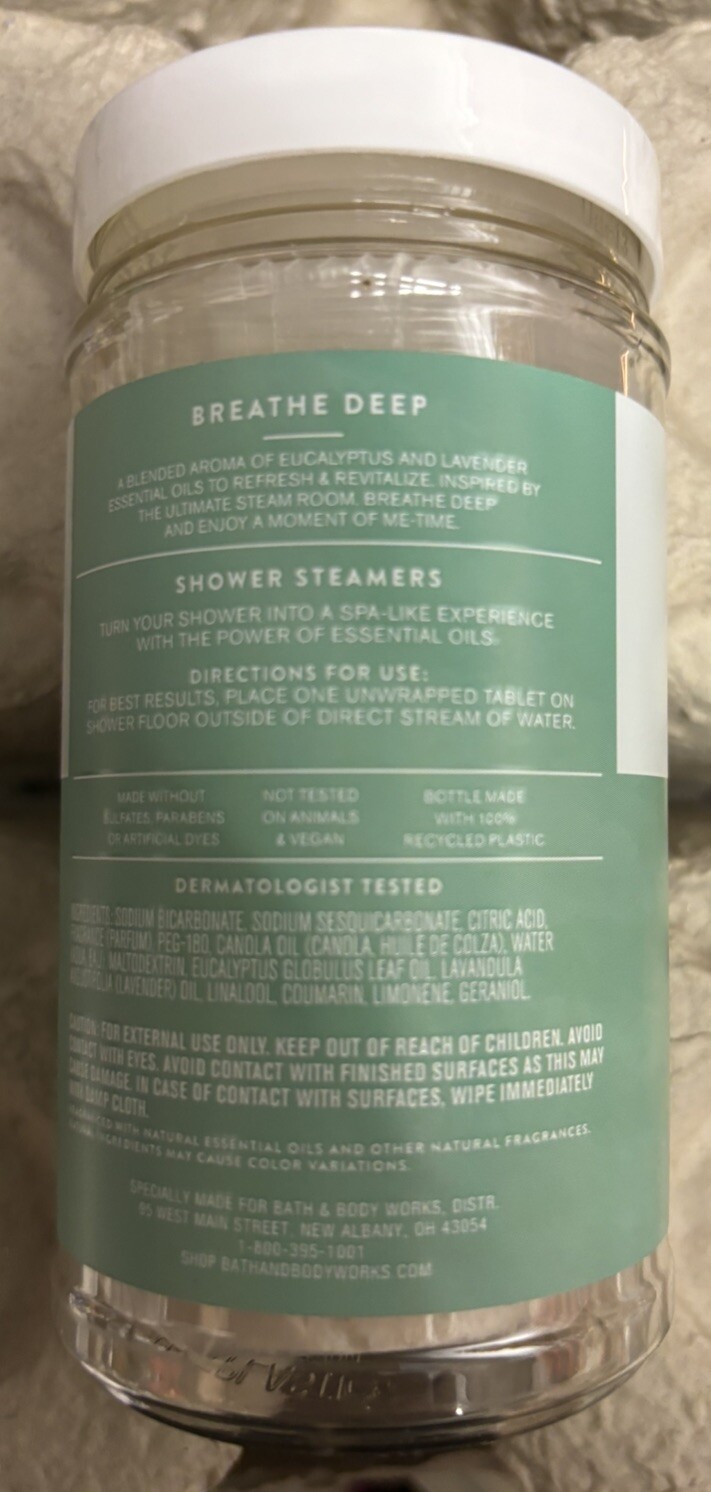 BREATHE DEEP
A BLENDED AROMA OF EUCALYPTUS AND LAVENDER
ESSENTIAL OILS TO REFRESH & REVITALIZE. INSPIRED BY
THE ULTIMATE STEAM ROOM. BREATHE DEEP
AND ENJOY A MOMENT OF ME-TIME.
SHOWER STEAMERS
TURN YOUR SHOWER INTO A SPA-LIKE EXPERIENCE
WITH THE POWER OF ESSENTIAL OILS.
DIRECTIONS FOR USE:
FOR BEST RESULTS, PLACE ONE UNWRAPPED TABLET ON
SHOWER FLOOR OUTSIDE OF DIRECT STREAM OF WATER.
MADE WITHOUT
SULFATES, PARABENS
OR ARTIFICIAL DYES
NOT TESTED
ON ANIMALS
& VEGAN
BOTTLE MADE
WITH 100%
RECYCLED PLASTIC
DERMATOLOGIST TESTED
INGREDIENTS: SODIUM BICARBONATE, SODIUM SESQUICARBONATE, CITRIC ACID,
FRAGRANCE (PARFUM), PEG-180, CANOLA OIL (CANOLA, HUILE DE COLZA), WATER
MALTODEXTRIN, EUCALYPTUS GLOBULUS LEAF OIL, LAVANDULA
(LAVENDER) OIL, LINALOOL, COUMARIN, LIMONENE, GERANIOL.
CAUTION: FOR EXTERNAL USE ONLY. KEEP OUT OF REACH OF CHILDREN. AVOID
CONTACT WITH EYES. AVOID CONTACT WITH FINISHED SURFACES AS THIS MAY
CAUSE DAMAGE. IN CASE OF CONTACT WITH SURFACES, WIPE IMMEDIATELY
WITH DAMP CLOTH.
FRAGRANCED WITH NATURAL ESSENTIAL OILS AND OTHER NATURAL FRAGRANCES.
INGREDIENTS MAY CAUSE COLOR VARIATIONS.
SPECIALLY MADE FOR BATH & BODY WORKS, DISTR.
95 WEST MAIN STREET, NEW ALBANY, OH 43054
1-800-395-1001
SHOP BATHANDBODYWORKS.COM